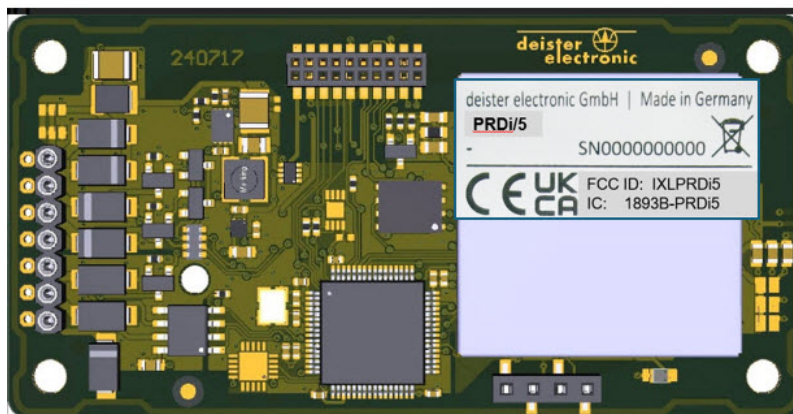 240717
deister
electronic
deister electronic GmbH | Made in Germany
PRDi/5
- SN0000000000
CE UK
CA
FCC ID: IXLPRDi5
IC: 1893B-PRDi5